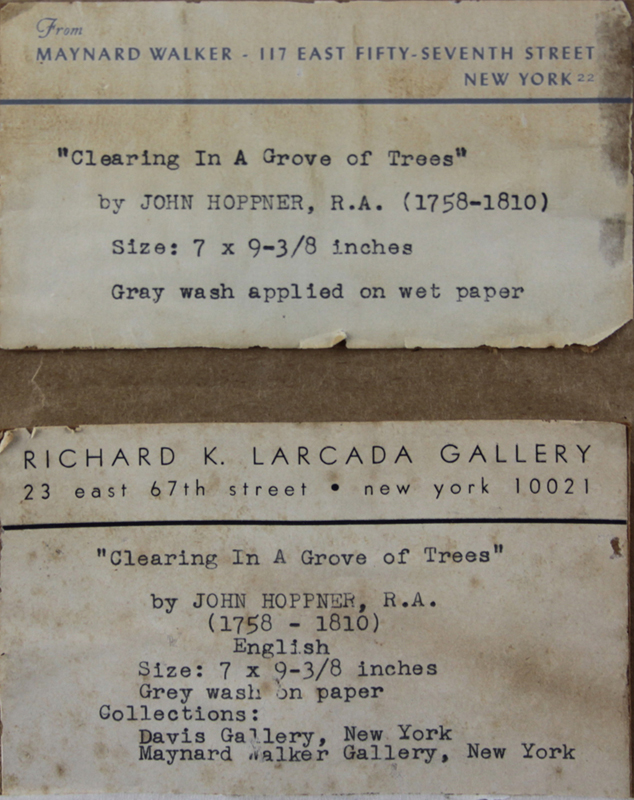 From
MAYNARD WALKER - 117 EAST FIFTY-SEVENTH STREET
NEW YORK 22
"Clearing In A Grove of Trees"
by JOHN HOPPNER, R.A. (1758-1810)
Size: 7 x 9-3/8 inches
Gray wash applied on wet paper
RICHARD K. LARCADA GALLERY
23 east 67th street • new york 10021
"Clearing In A Grove of Trees"
by JOHN HOPPNER, R.A.
(1758 - 1810)
English
Size: 7 x 9-3/8 inches
Grey wash on paper
Collections:
Davis Gallery, New York
Maynard Walker Gallery, New York